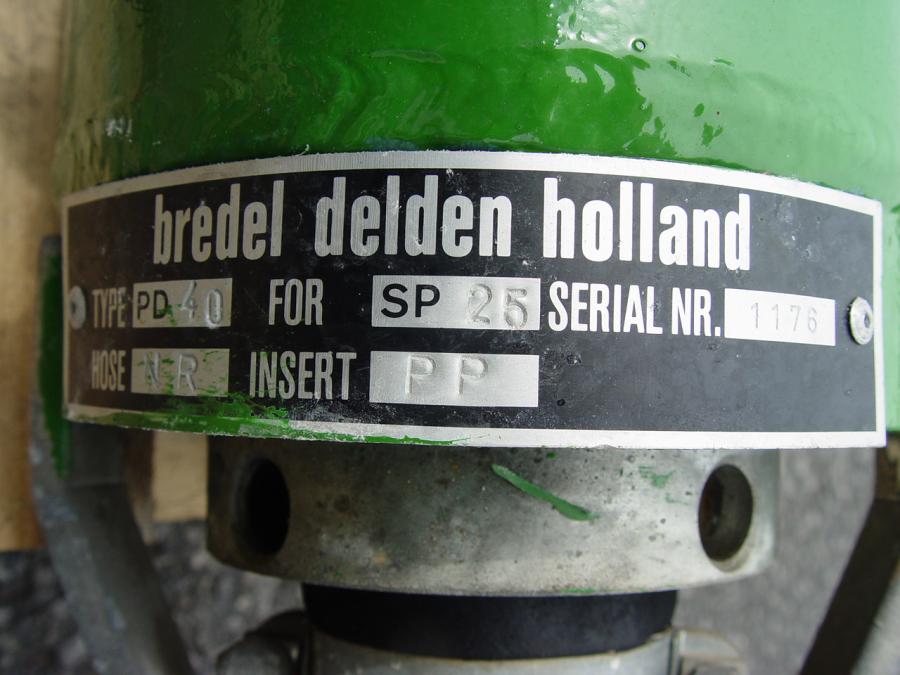 bredel delden holland
TYPE PD 40 FOR SP 25 SERIAL NR. 1176
HOSE NR INSERT PP